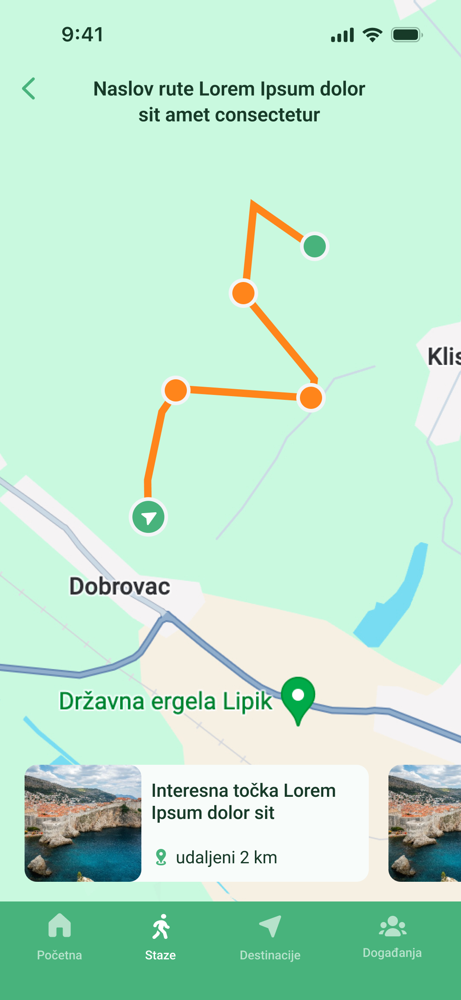 9:41
Naslov rute Lorem Ipsum dolor
sit amet consectetur
Klis
Dobrovac
Državna ergela Lipik
Interesna točka Lorem
Ipsum dolor sit
udaljeni 2 km
Početna
Staze
Destinacije
Događanja